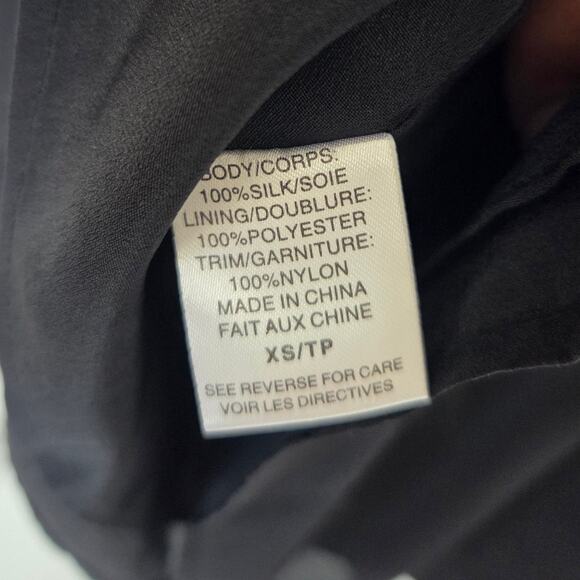 BODY/CORPS:
100%SILK/SOIE
LINING/DOUBLURE:
100%POLYESTER
TRIM/GARNITURE:
100%NYLON
MADE IN CHINA
FAIT AUX CHINE
XS/TP
SEE REVERSE FOR CARE
VOIR LES DIRECTIVES